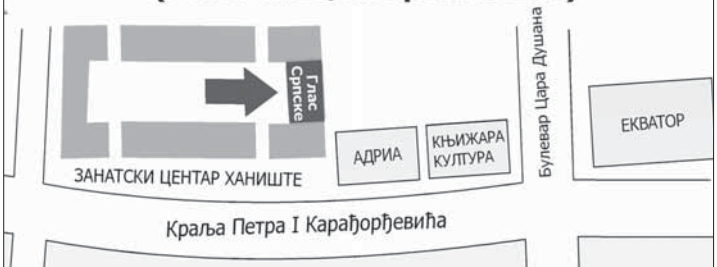 Глас
Српске
Булевар Цара Душана
ЕКВАТОР
АДРИА
КЊИЖАРА
КУЛТУРА
ЗАНАТСКИ ЦЕНТАР ХАНИШТЕ
Краља Петра I Карађорђевића